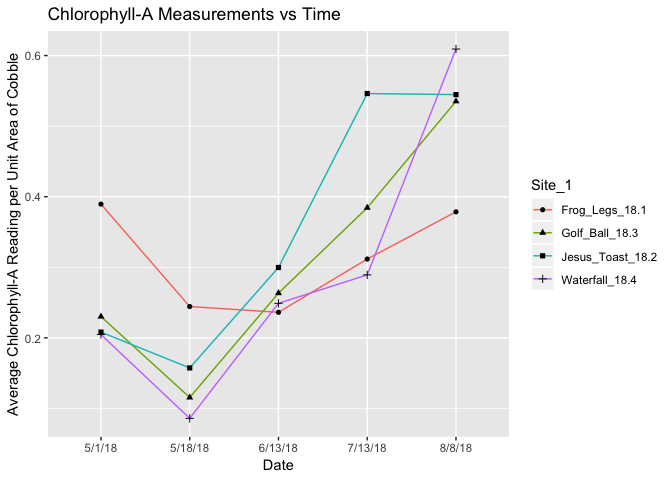 Chlorophyll-A Measurements vs Time
Average Chlorophyll-A Reading per Unit Area of Cobble
0.6
0.4
0.2
5/1/18 5/18/18 6/13/18 7/13/18 8/8/18
Date
Site_1
Frog_Legs_18.1
Golf_Ball_18.3
Jesus_Toast_18.2
Waterfall_18.4